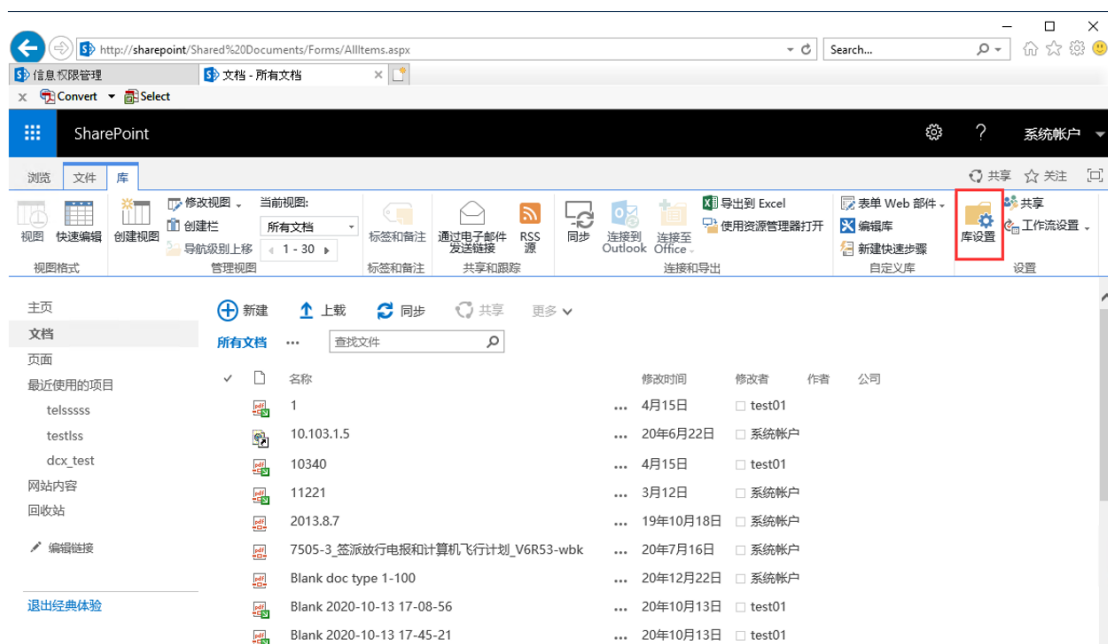 http://sharepoint/Shared%20Documents/Forms/AllItems.aspx
Search...
信息权限管理
文档 - 所有文档
x Convert Select
SharePoint
系统帐户
浏览 文件 库
共享 关注
视图
快速编辑
视图格式
创建视图
修改视图
创建栏
导航级别上移
当前视图:
所有文档
1 - 30
管理视图
标签和备注
标签和备注
通过电子邮件
发送链接
RSS
源
共享和跟踪
同步
连接到
Outlook
连接至
Office
导出到 Excel
使用资源管理器打开
连接和导出
表单 Web 部件
编辑库
新建快速步骤
自定义库
库设置
共享
工作流设置
设置
主页
文档
页面
最近使用的项目
telsssss
testlss
dcx_test
网站内容
回收站
编辑链接
退出经典体验
新建 上载 同步 共享 更多
所有文档 ... 查找文件
名称 修改时间 修改者 作者 公司
1 ... 4月15日 test01
10.103.1.5 ... 20年6月22日 系统帐户
10340 ... 4月15日 test01
11221 ... 3月12日 系统帐户
2013.8.7 ... 19年10月18日 系统帐户
7505-3_签派放行电报和计算机飞行计划_V6R53-wbk ... 20年7月16日 系统帐户
Blank doc type 1-100 ... 20年12月22日 系统帐户
Blank 2020-10-13 17-08-56 ... 20年10月13日 test01
Blank 2020-10-13 17-45-21 ... 20年10月13日 test01